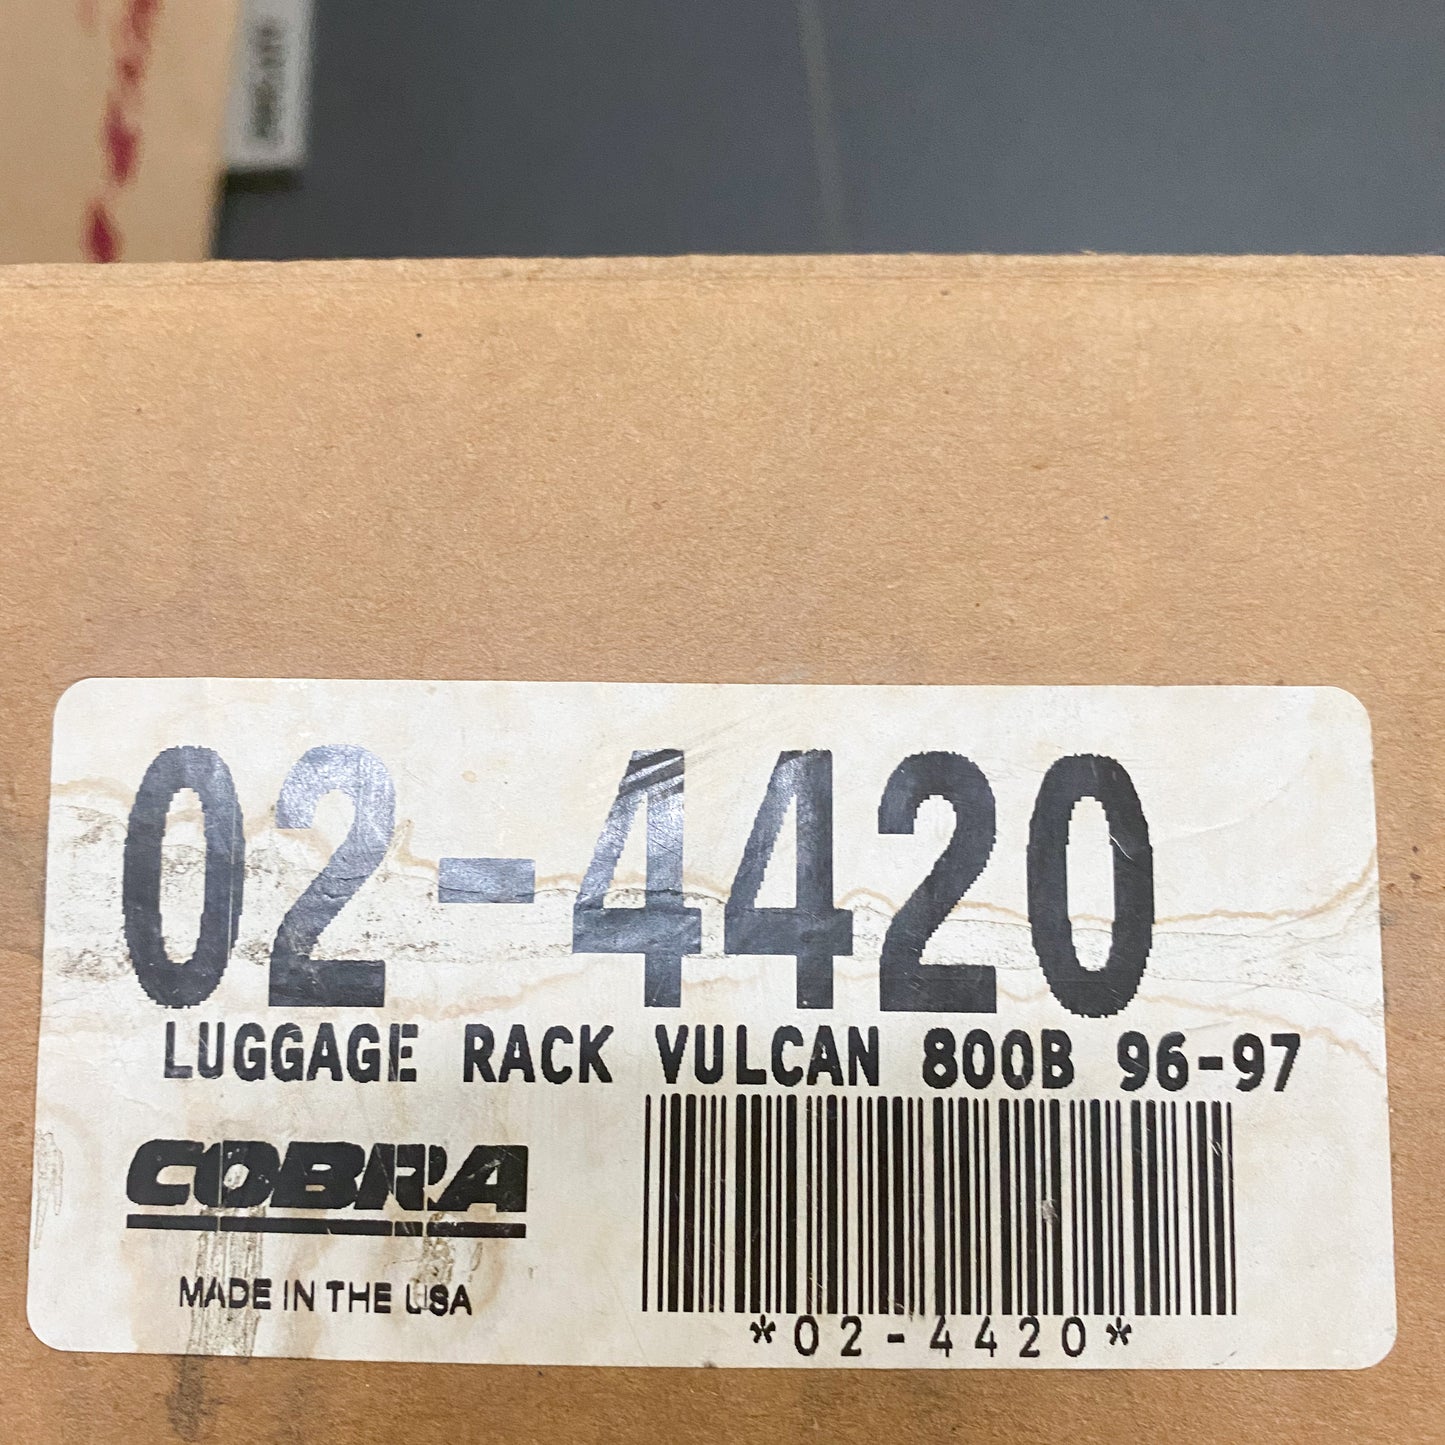 02-4420
LUGGAGE RACK VULCAN 800B 96-97
COBRA
MADE IN THE USA
*02-4420*